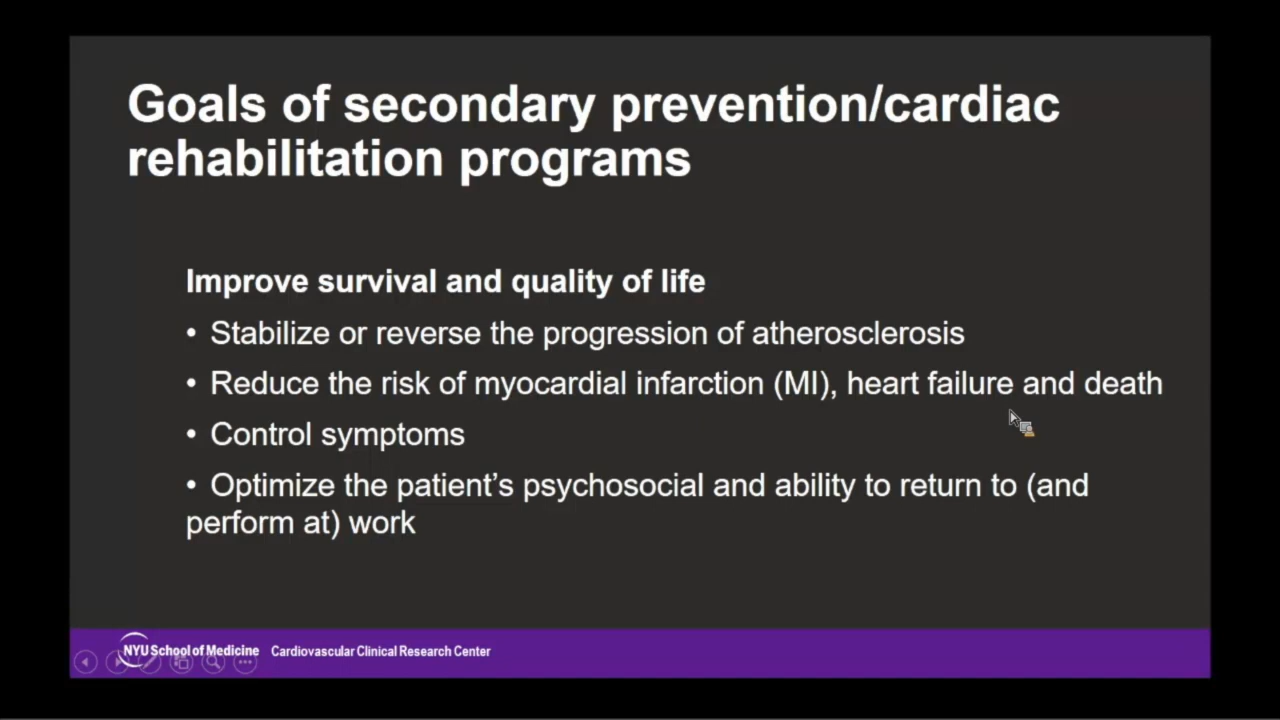 Goals of secondary prevention/cardiac
rehabilitation programs
Improve survival and quality of life
• Stabilize or reverse the progression of atherosclerosis
• Reduce the risk of myocardial infarction (MI), heart failure and death
• Control symptoms
• Optimize the patient’s psychosocial and ability to return to (and
perform at) work
NYU School of Medicine Cardiovascular Clinical Research Center